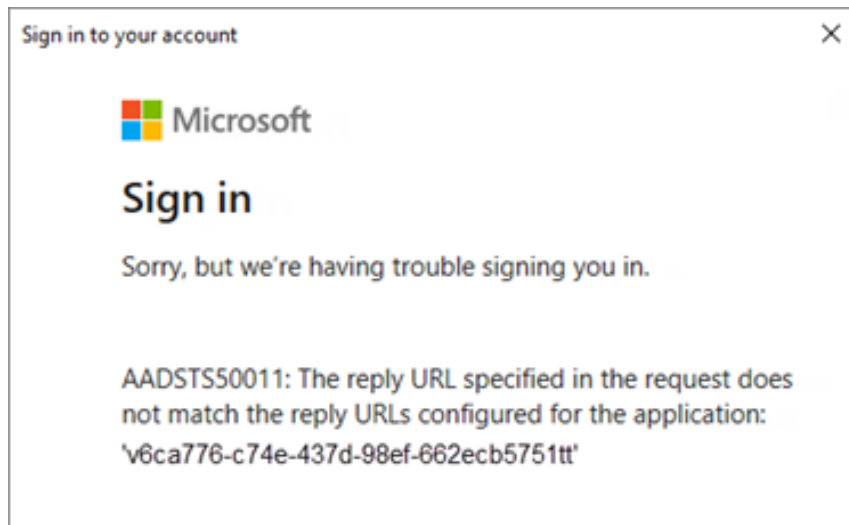 Sign in to your account
Microsoft
Sign in
Sorry, but we're having trouble signing you in.
AADSTS50011: The reply URL specified in the request does
not match the reply URLs configured for the application:
'v6ca776-c74e-437d-98ef-662ecb5751tt'